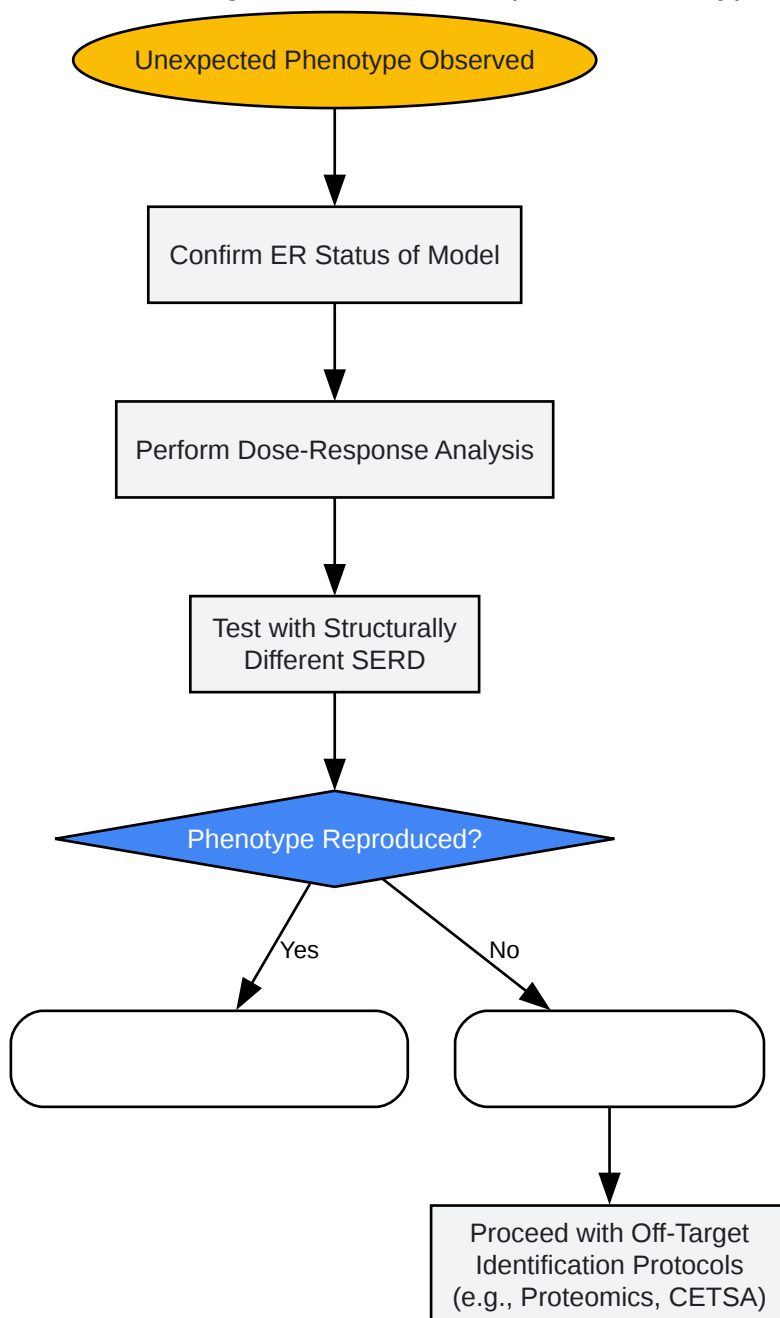 Unexpected Phenotype Observed
Confirm ER Status of Model
Perform Dose-Response Analysis
Test with Structurally
Different SERD
Phenotype Reproduced?
Yes
No
Proceed with Off-Target
Identification Protocols
(e.g., Proteomics, CETSA)